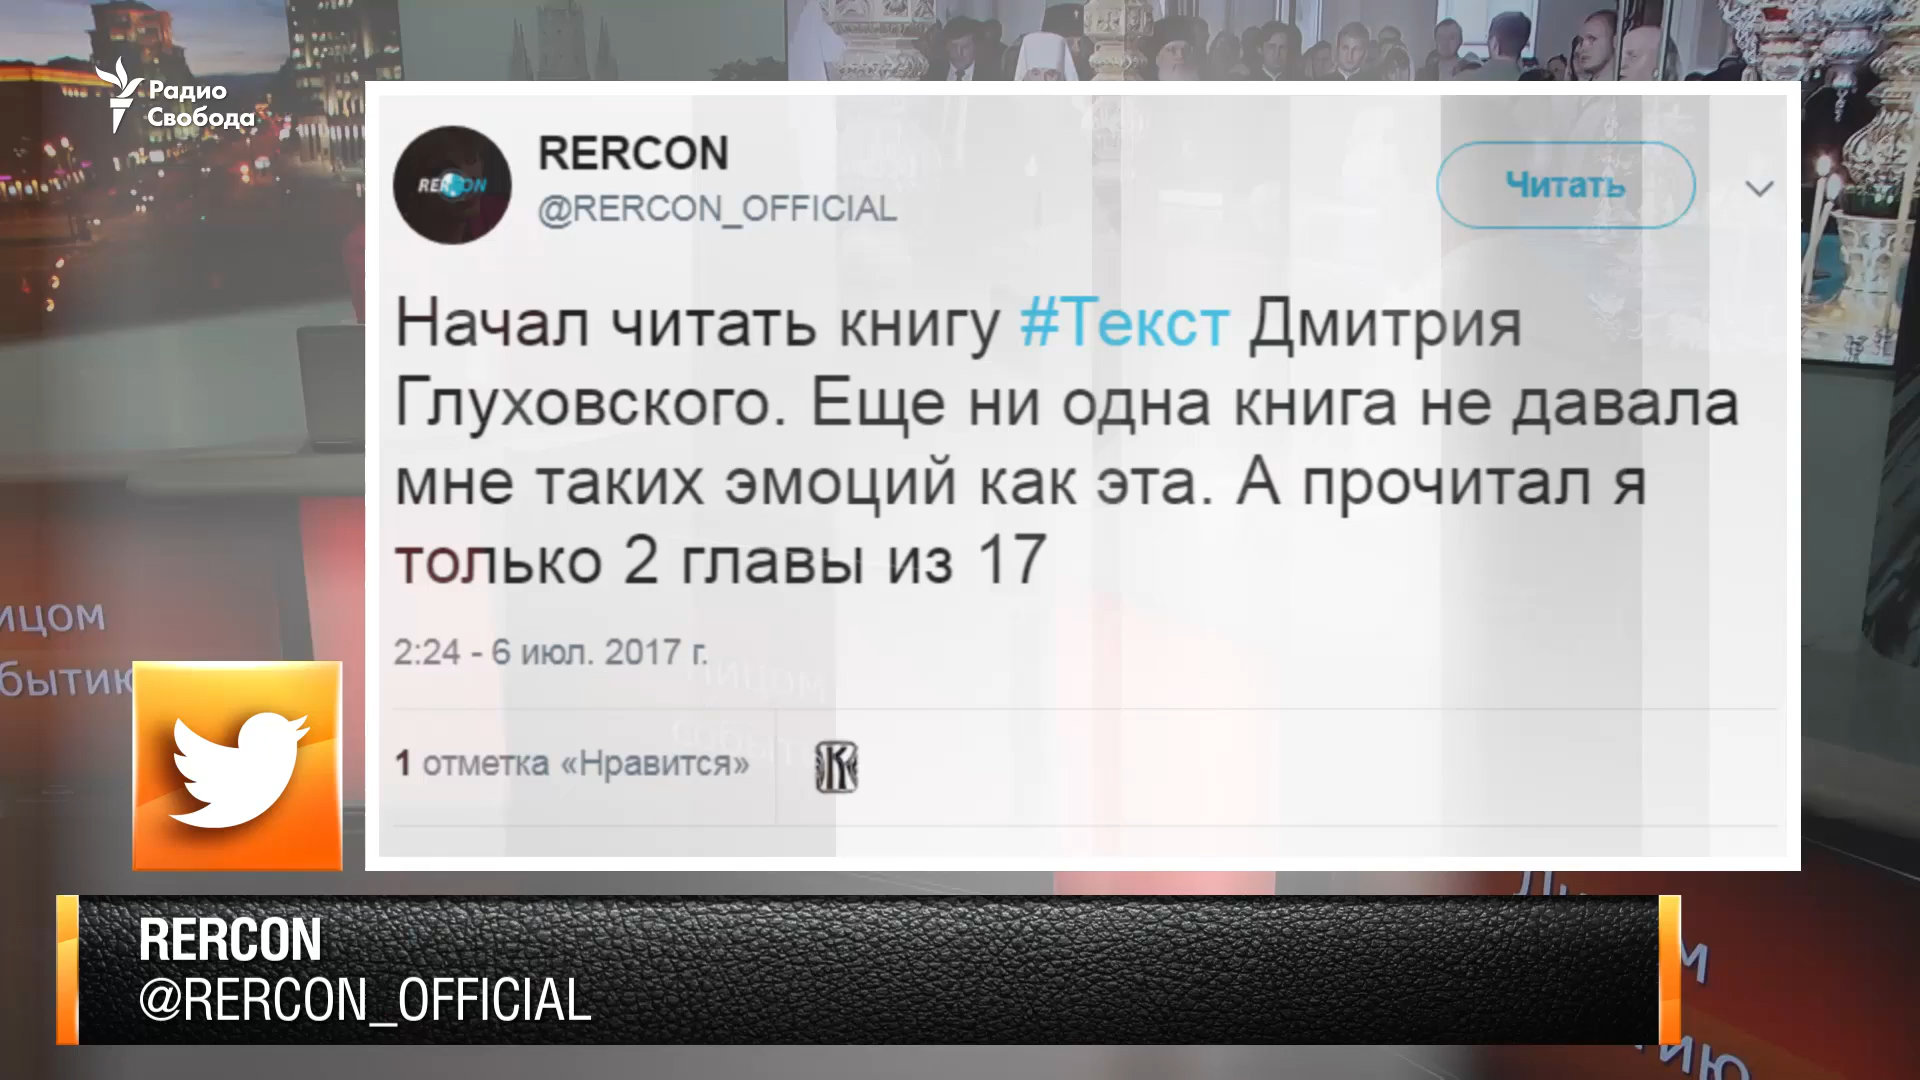 Радио
Свобода
RERCON
RERCON
@RERCON_OFFICIAL
Читать
Начал читать книгу #Текст Дмитрия
Глуховского. Еще ни одна книга не давала
мне таких эмоций как эта. А прочитал я
только 2 главы из 17
2:24 - 6 июл. 2017 г.
1 отметка «Нравится»
RERCON
@RERCON_OFFICIAL